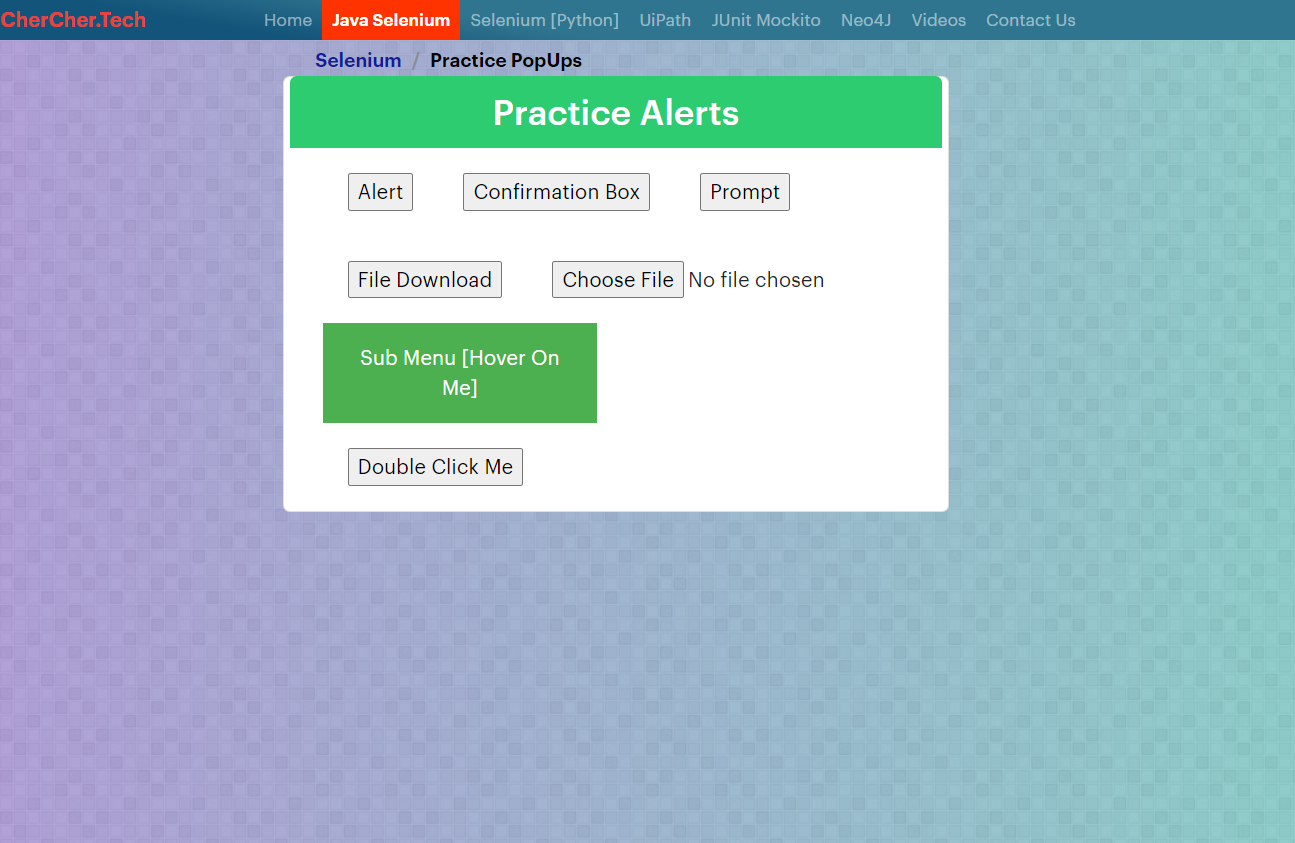 CherCher.Tech Home Java Selenium Selenium [Python] UiPath JUnit Mockito Neo4J Videos Contact Us
Selenium / Practice PopUps
Practice Alerts
Alert Confirmation Box Prompt
File Download Choose File No file chosen
Sub Menu [Hover On
Me]
Double Click Me